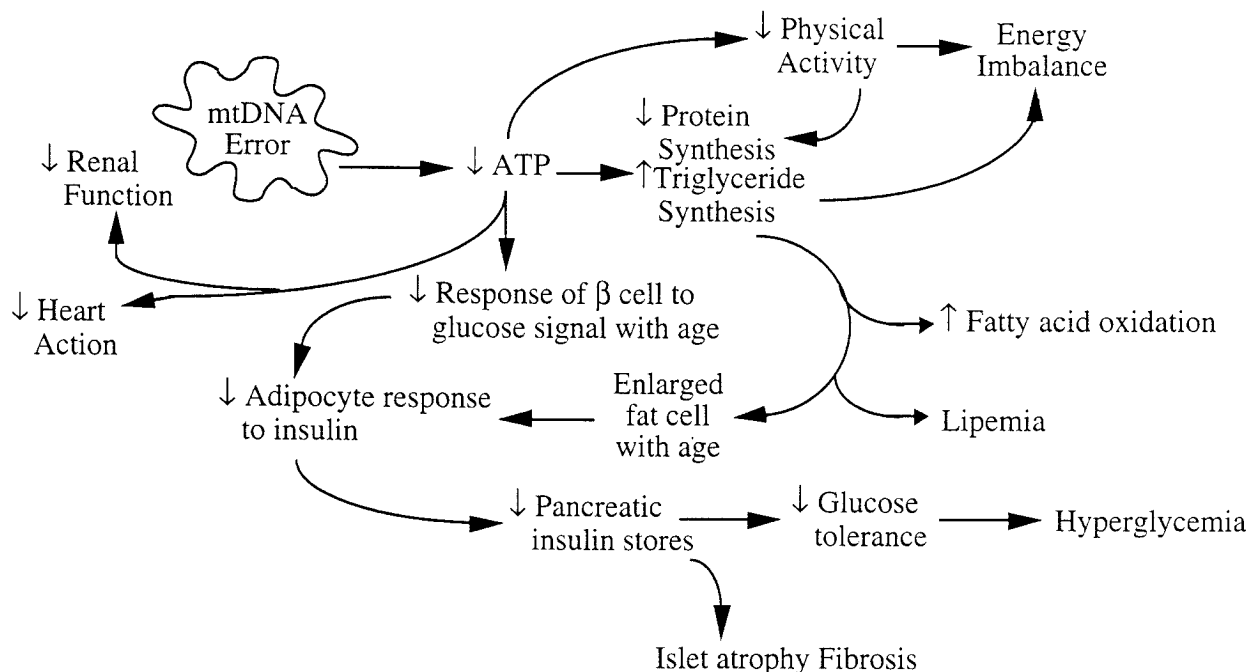 ↓ Physical
Activity
Energy
Imbalance
mtDNA
Error
↓ Protein
Synthesis
↑ Triglyceride
Synthesis
↓ Renal
Function
↓ ATP
↓ Heart
Action
↓ Response of β cell to
glucose signal with age
↑ Fatty acid oxidation
↓ Adipocyte response
to insulin
Enlarged
fat cell
with age
Lipemia
↓ Pancreatic
insulin stores
↓ Glucose
tolerance
Hyperglycemia
Islet atrophy Fibrosis